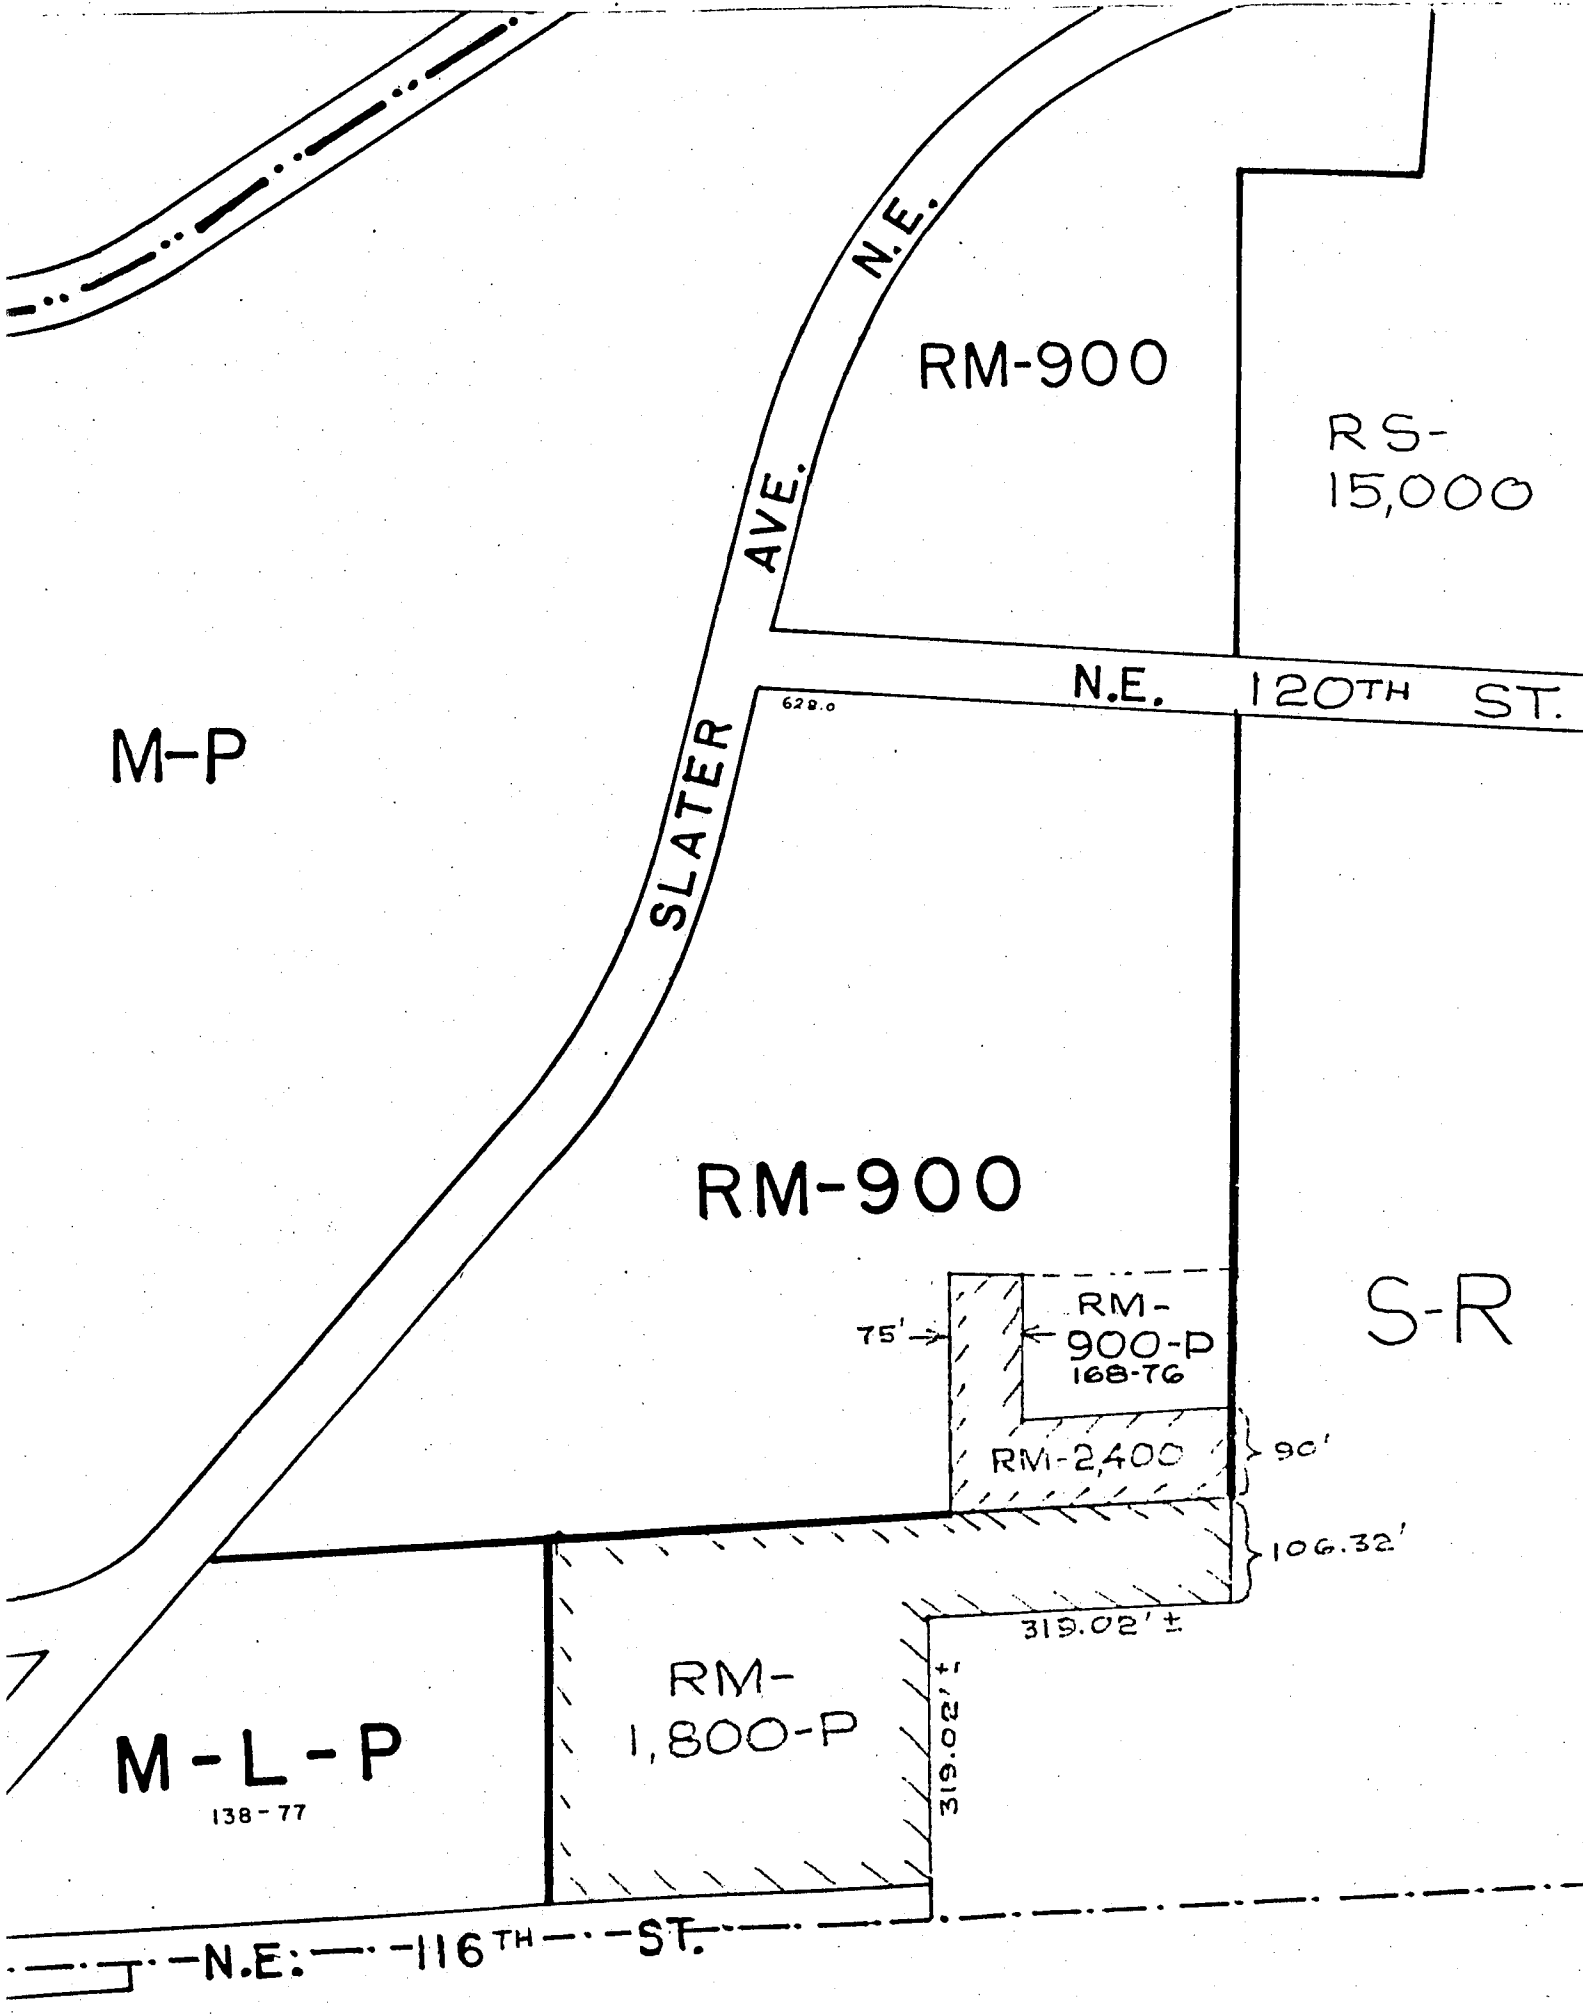 N.E.
RM-900
RS-
15,000
AVE.
N.E. 120TH ST.
628.0
SLATER
M-P
RM-900
RM-
900-P
168-76
75'
S-R
RM-2,400
90'
106.32'
319.02' ±
319.02' ±
RM-
1,800-P
M-L-P
138-77
N.E. 116TH ST.